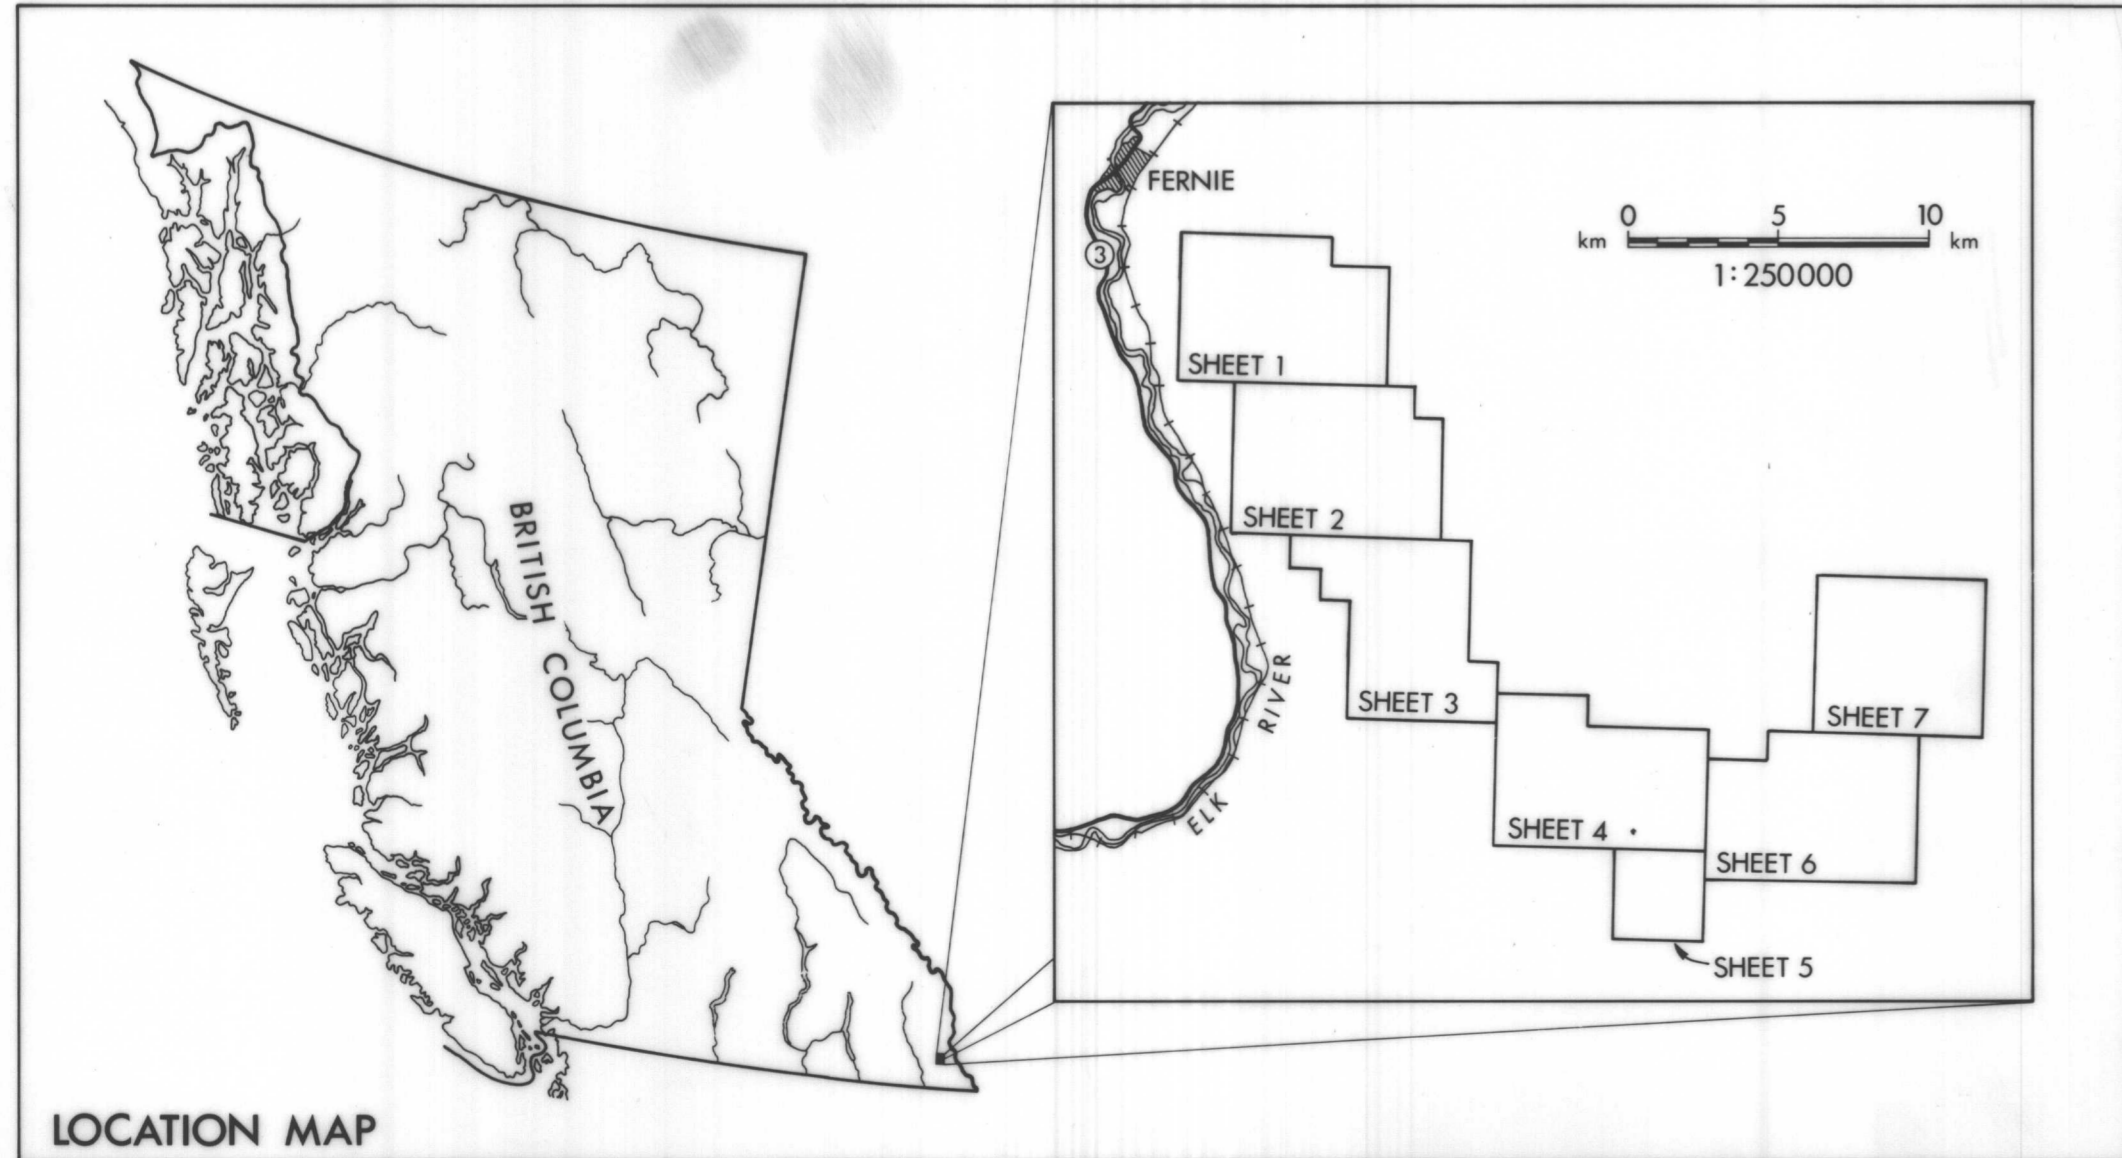 FERNIE
3
0 5 10
km km
1:250000
SHEET 1
SHEET 2
SHEET 3
SHEET 7
SHEET 4
SHEET 6
SHEET 5
ELK RIVER
BRITISH COLUMBIA
LOCATION MAP